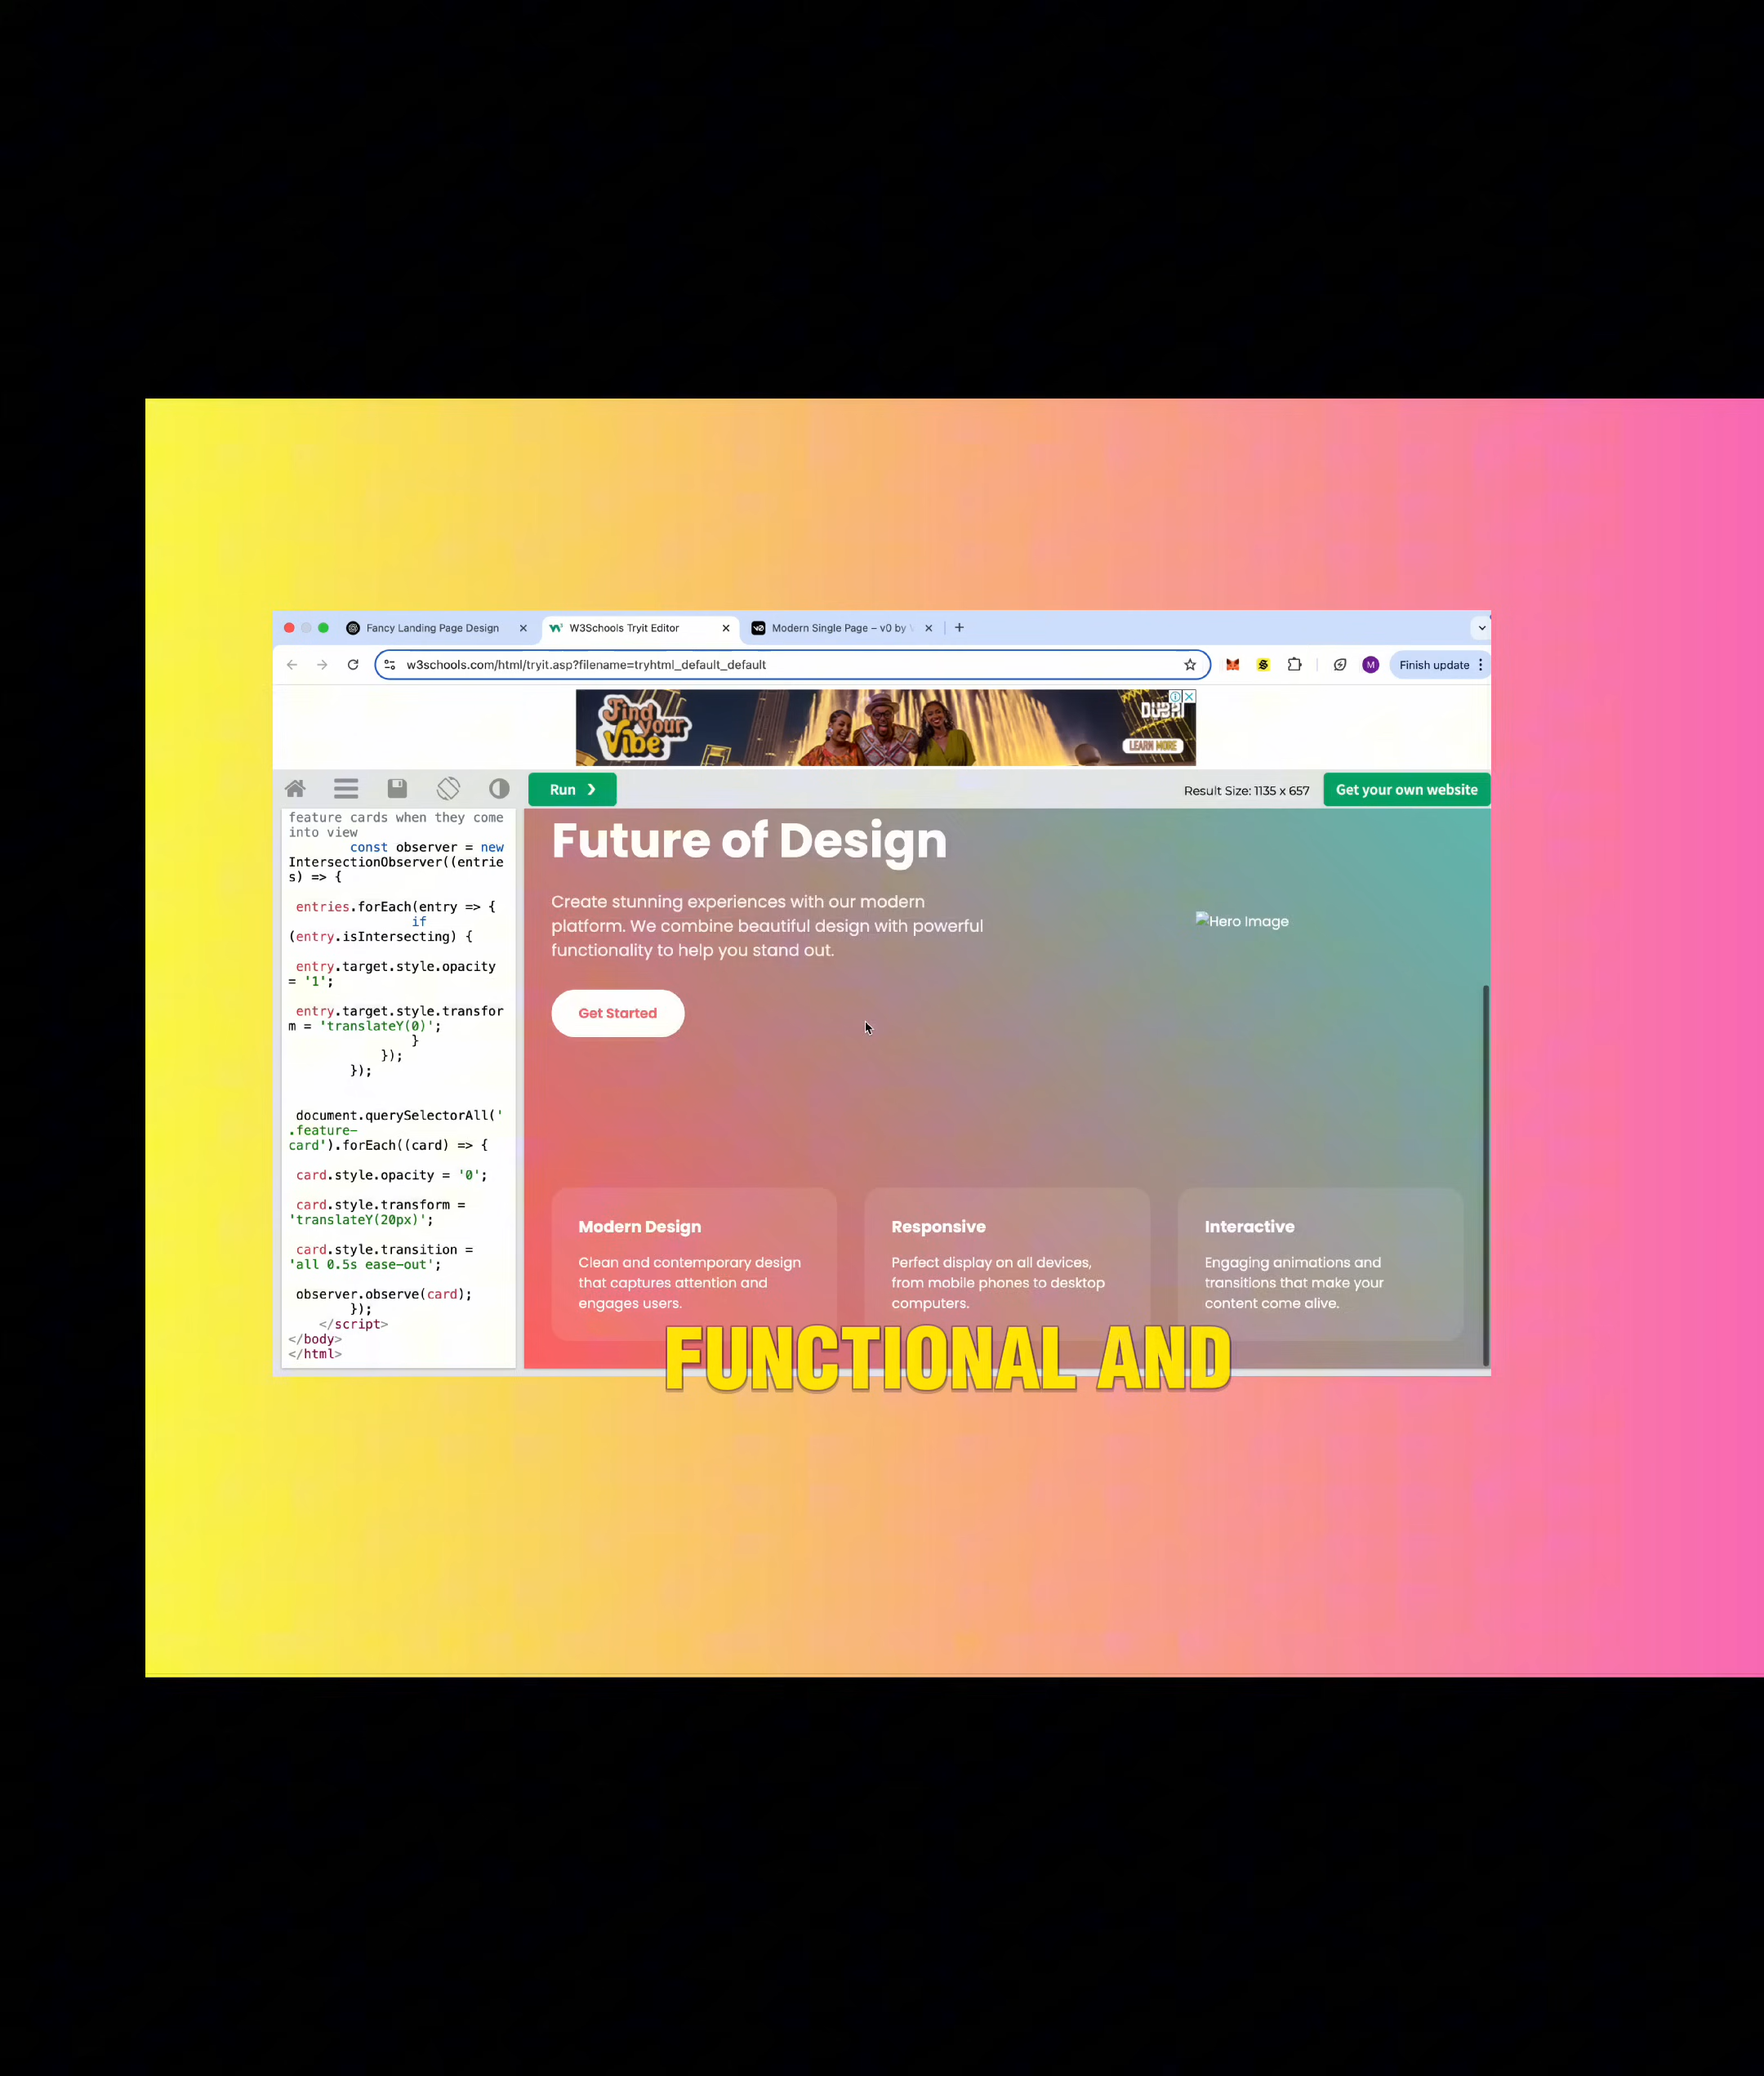 Fancy Landing Page Design
W3Schools Tryit Editor
Modern Single Page – v0 by
w3schools.com/html/tryit.asp?filename=tryhtml_default_default
M
Finish update
Find
Your
Vibe
DUBAI
LEARN MORE
Run ❯
Result Size: 1135 x 657
Get your own website
feature cards when they come
into view
const observer = new
IntersectionObserver((entrie
s) => {
entries.forEach(entry => {
if
(entry.isIntersecting) {
entry.target.style.opacity
= '1';
entry.target.style.transfor
m = 'translateY(0)';
}
});
});
document.querySelectorAll('
.feature-
card').forEach((card) => {
card.style.opacity = '0';
card.style.transform =
'translateY(20px)';
card.style.transition =
'all 0.5s ease-out';
observer.observe(card);
});
</script>
</body>
</html>
Future of Design
Create stunning experiences with our modern
platform. We combine beautiful design with powerful
functionality to help you stand out.
Hero Image
Get Started
Modern Design
Clean and contemporary design
that captures attention and
engages users.
Responsive
Perfect display on all devices,
from mobile phones to desktop
computers.
Interactive
Engaging animations and
transitions that make your
content come alive.
FUNCTIONAL AND